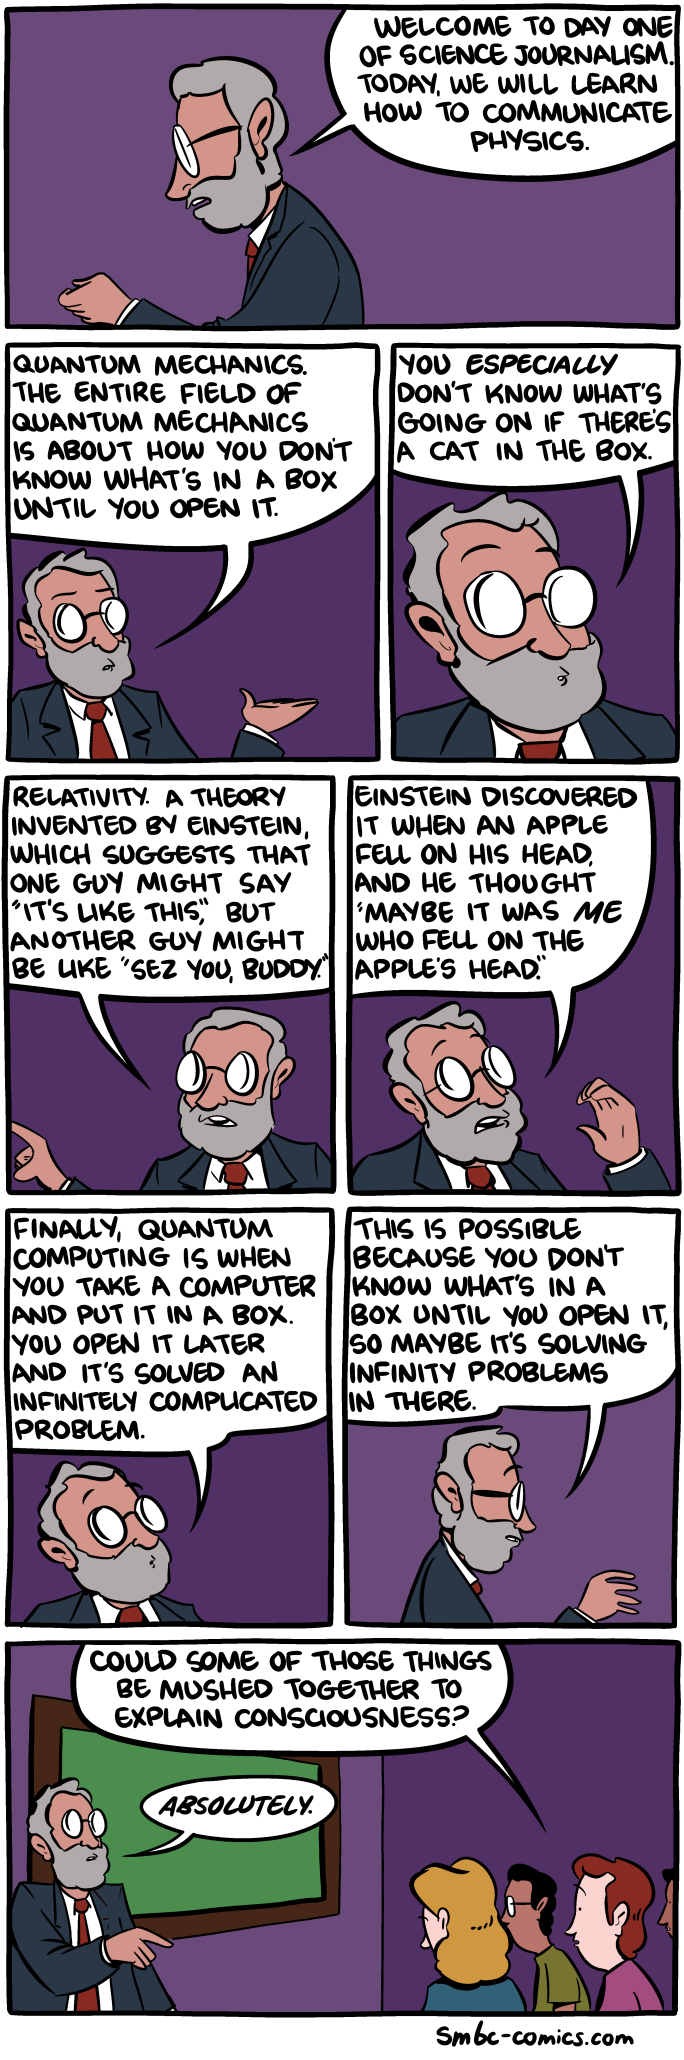 WELCOME TO DAY ONE
OF SCIENCE JOURNALISM.
TODAY, WE WILL LEARN
HOW TO COMMUNICATE
PHYSICS.
QUANTUM MECHANICS.
THE ENTIRE FIELD OF
QUANTUM MECHANICS
IS ABOUT HOW YOU DON'T
KNOW WHAT'S IN A BOX
UNTIL YOU OPEN IT.
YOU ESPECIALLY
DON'T KNOW WHAT'S
GOING ON IF THERE'S
A CAT IN THE BOX.
RELATIVITY. A THEORY
INVENTED BY EINSTEIN,
WHICH SUGGESTS THAT
ONE GUY MIGHT SAY
"IT'S LIKE THIS," BUT
ANOTHER GUY MIGHT
BE LIKE "SEZ YOU, BUDDY."
EINSTEIN DISCOVERED
IT WHEN AN APPLE
FELL ON HIS HEAD,
AND HE THOUGHT
"MAYBE IT WAS ME
WHO FELL ON THE
APPLE'S HEAD."
FINALLY, QUANTUM
COMPUTING IS WHEN
YOU TAKE A COMPUTER
AND PUT IT IN A BOX.
YOU OPEN IT LATER
AND IT'S SOLVED AN
INFINITELY COMPLICATED
PROBLEM.
THIS IS POSSIBLE
BECAUSE YOU DON'T
KNOW WHAT'S IN A
BOX UNTIL YOU OPEN IT,
SO MAYBE IT'S SOLVING
INFINITY PROBLEMS
IN THERE.
COULD SOME OF THOSE THINGS
BE MUSHED TOGETHER TO
EXPLAIN CONSCIOUSNESS?
ABSOLUTELY.
smbc-comics.com